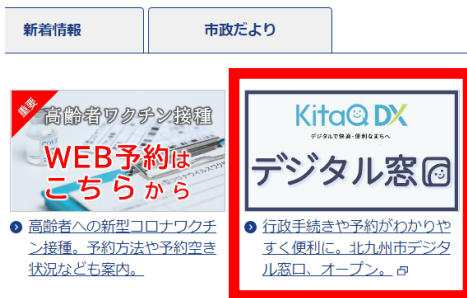 新着情報
市政だより
重要
高齢者ワクチン接種
WEB予約は
こちらから
高齢者への新型コロナワクチ
ン接種。予約方法や予約空き
状況なども案内。
KitaQ DX
デジタルで快適・便利なまちへ
デジタル窓口
行政手続きや予約がわかりや
すく便利に。北九州市デジタ
ル窓口、オープン。